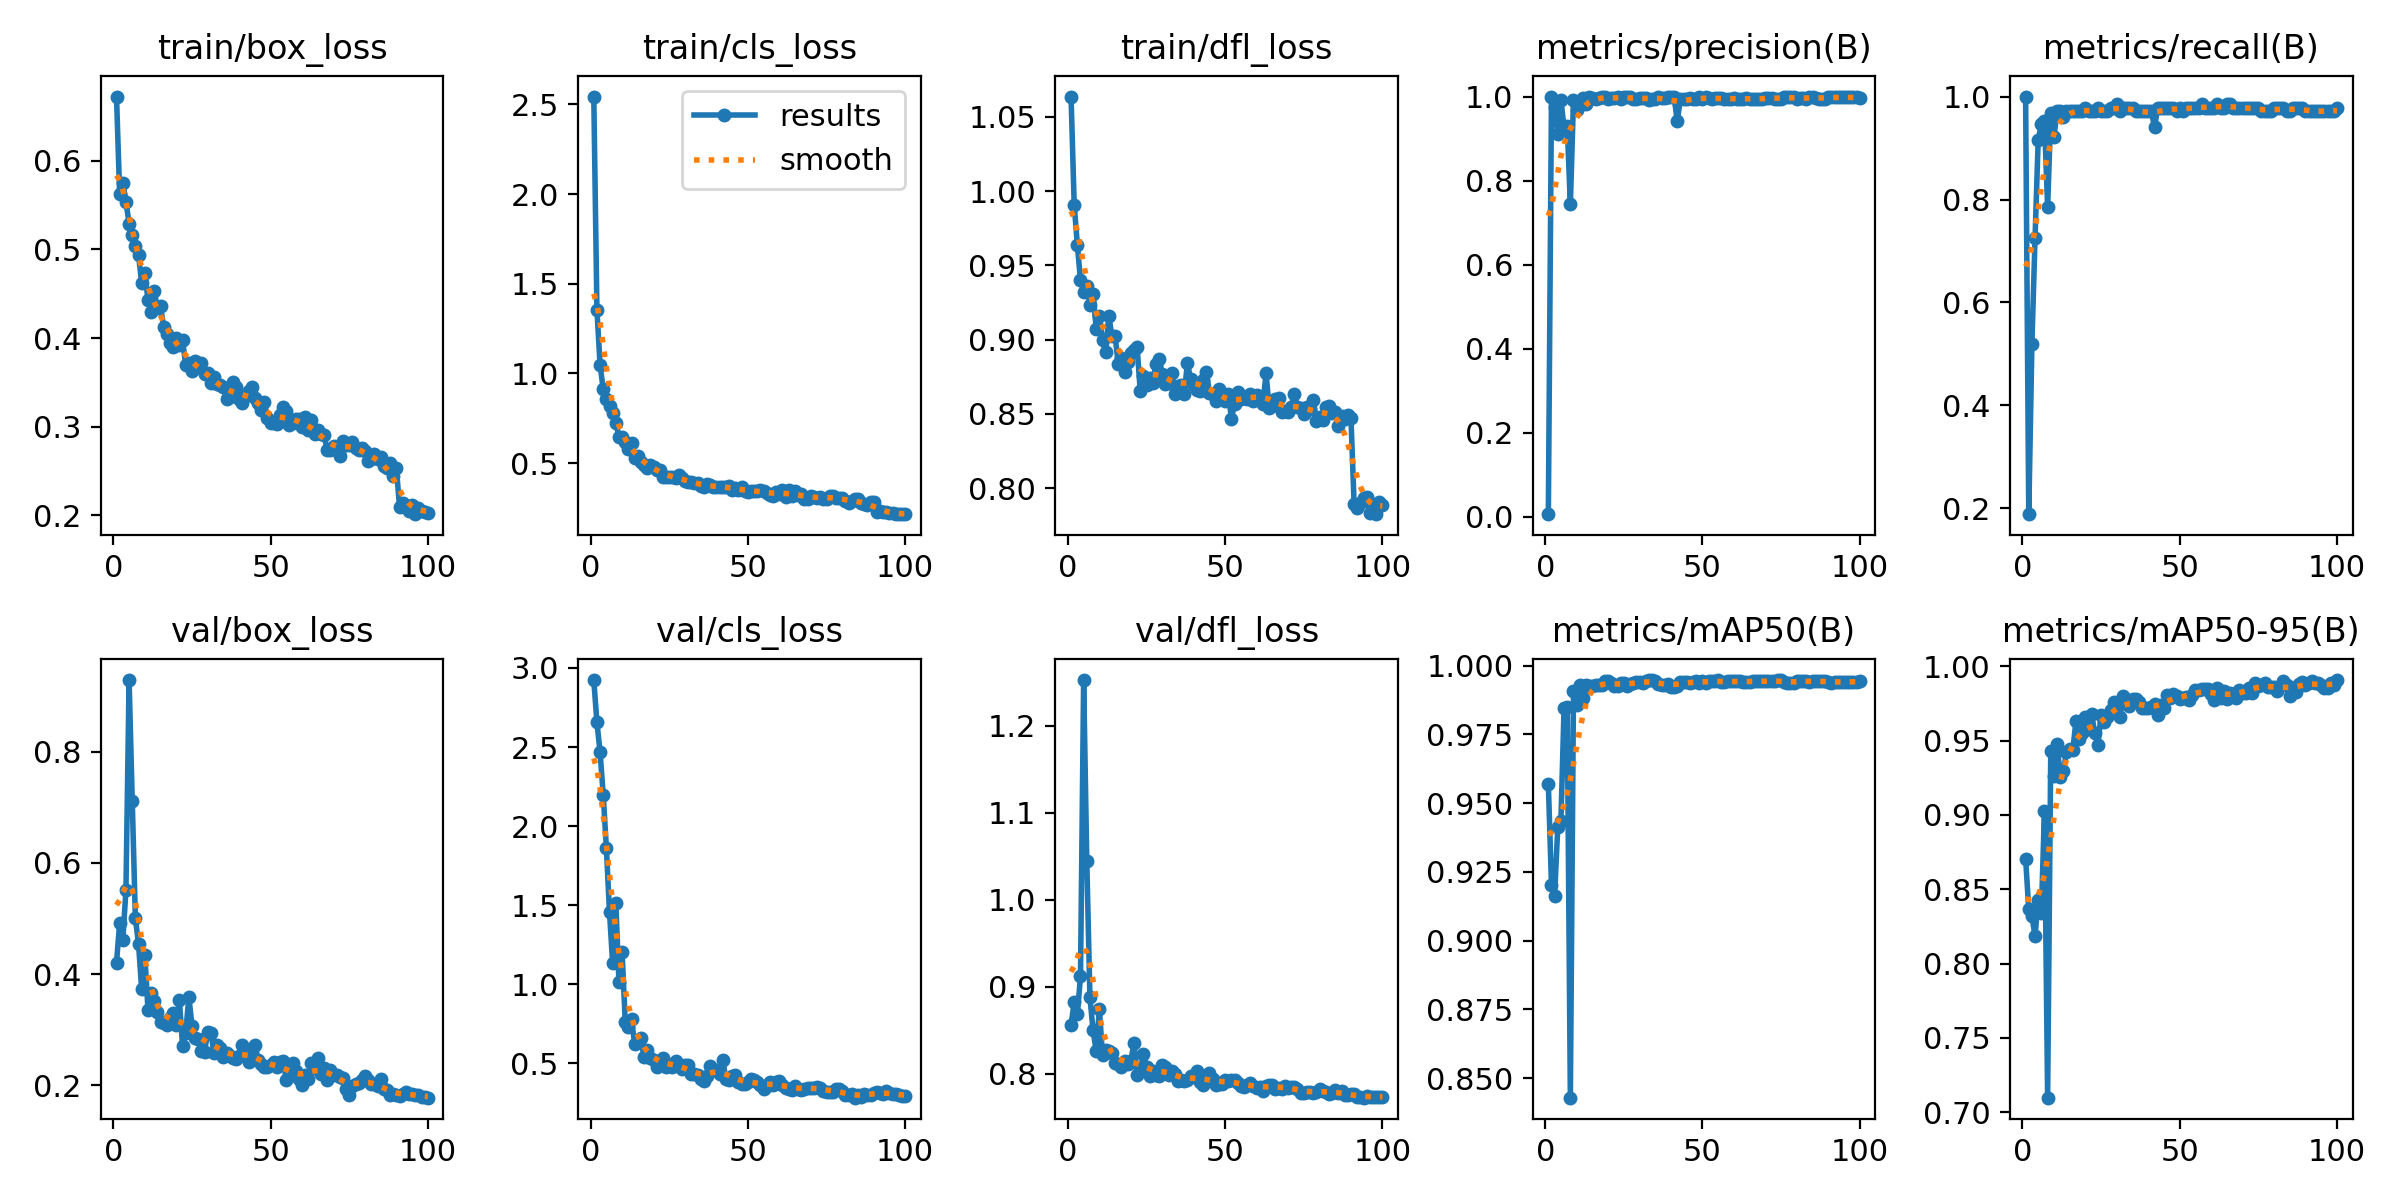 train/box_loss
0.6
0.5
0.4
0.3
0.2
0 50 100
train/cls_loss
results
smooth
2.5
2.0
1.5
1.0
0.5
0 50 100
train/dfl_loss
1.05
1.00
0.95
0.90
0.85
0.80
0 50 100
metrics/precision(B)
1.0
0.8
0.6
0.4
0.2
0.0
0 50 100
metrics/recall(B)
1.0
0.8
0.6
0.4
0.2
0 50 100
val/box_loss
0.8
0.6
0.4
0.2
0 50 100
val/cls_loss
3.0
2.5
2.0
1.5
1.0
0.5
0 50 100
val/dfl_loss
1.2
1.1
1.0
0.9
0.8
0 50 100
metrics/mAP50(B)
1.000
0.975
0.950
0.925
0.900
0.875
0.850
0 50 100
metrics/mAP50-95(B)
1.00
0.95
0.90
0.85
0.80
0.75
0.70
0 50 100